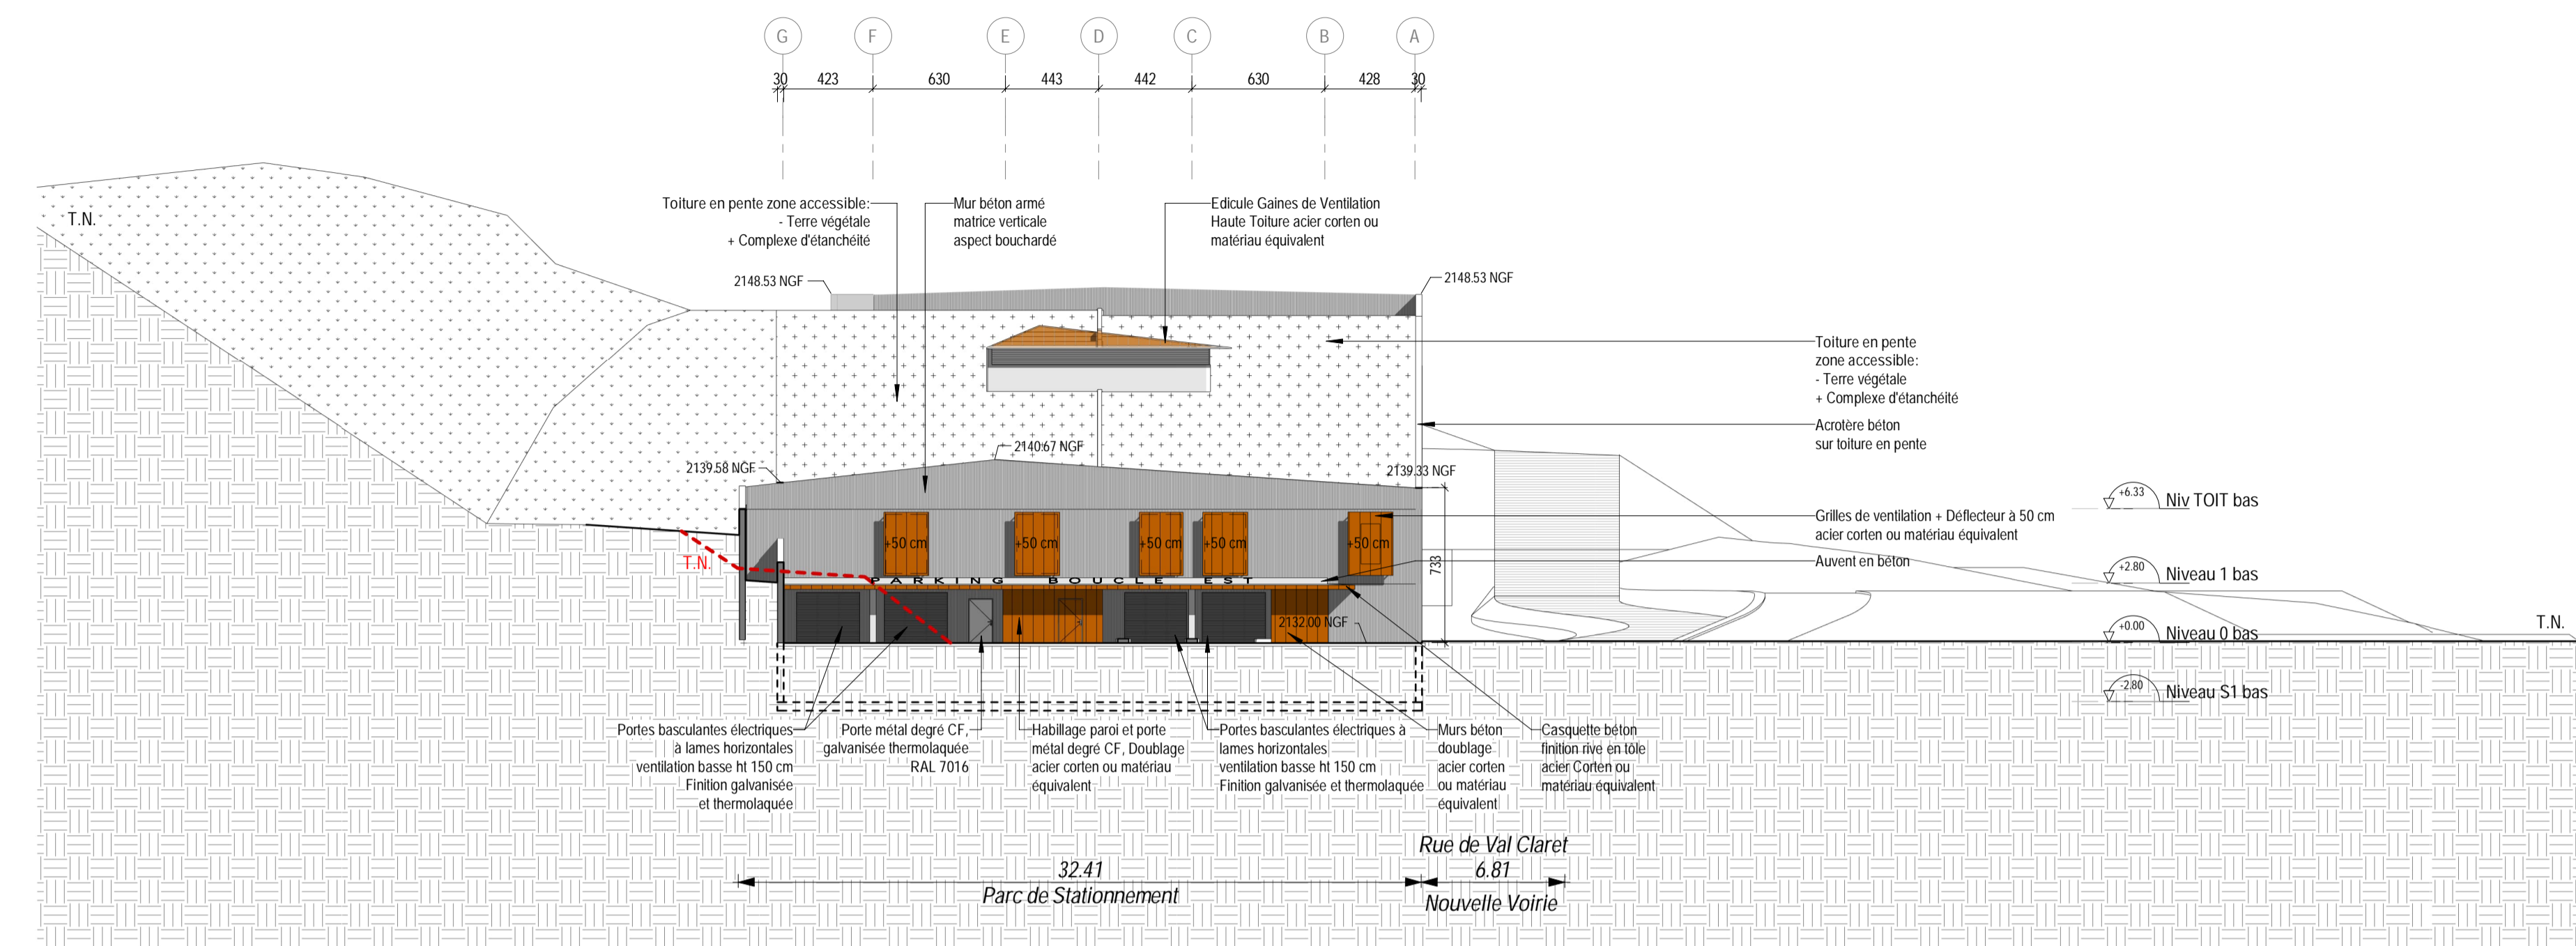 G F E D C B A
30 423 630 443 442 630 428 30
T.N.
Toiture en pente zone accessible:
- Terre végétale
+ Complexe d'étanchéité
Mur béton armé
matrice verticale
aspect bouchardé
Edicule Gaines de Ventilation
Haute Toiture acier corten ou
matériau équivalent
2148.53 NGF
2148.53 NGF
Toiture en pente
zone accessible:
- Terre végétale
+ Complexe d'étanchéité
Acrotère béton
sur toiture en pente
2140.67 NGF
2139.58 NGF
2139.33 NGF
+6.33 Niv TOIT bas
Grilles de ventilation + Déflecteur à 50 cm
acier corten ou matériau équivalent
+50 cm +50 cm +50 cm +50 cm +50 cm
T.N.
Auvent en béton
733
+2.80 Niveau 1 bas
PARKING BOUCLE EST
2132.00 NGF
+0.00 Niveau 0 bas
T.N.
-2.80 Niveau S1 bas
Portes basculantes électriques
à lames horizontales
ventilation basse ht 150 cm
Finition galvanisée
et thermolaquée
Porte métal degré CF,
galvanisée thermolaquée
RAL 7016
Habillage paroi et porte
métal degré CF, Doublage
acier corten ou matériau
équivalent
Portes basculantes électriques à
lames horizontales
ventilation basse ht 150 cm
Finition galvanisée et thermolaquée
Murs béton
doublage
acier corten
ou matériau
équivalent
Casquette béton
finition rive en tôle
acier Corten ou
matériau équivalent
Rue de Val Claret
32.41 6.81
Parc de Stationnement
Nouvelle Voirie